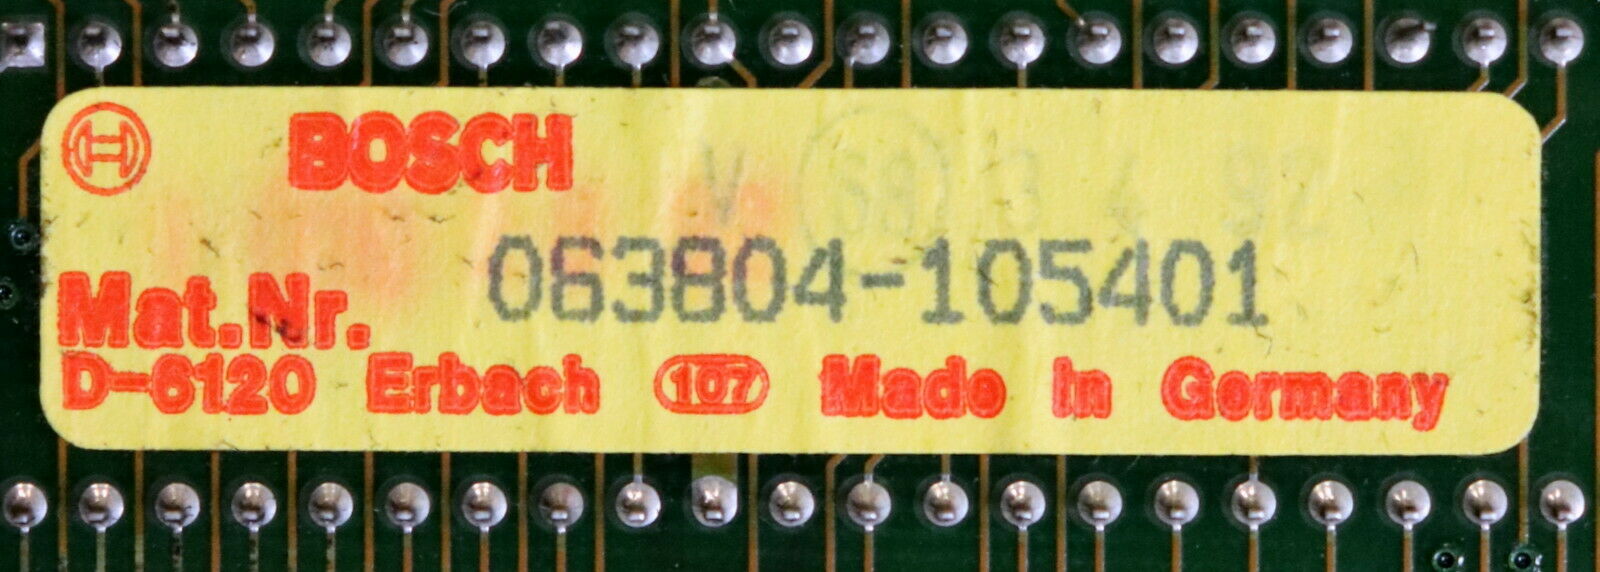 BOSCH
063804-105401
Mat.Nr.
D-6120 Erbach 107 Made in Germany